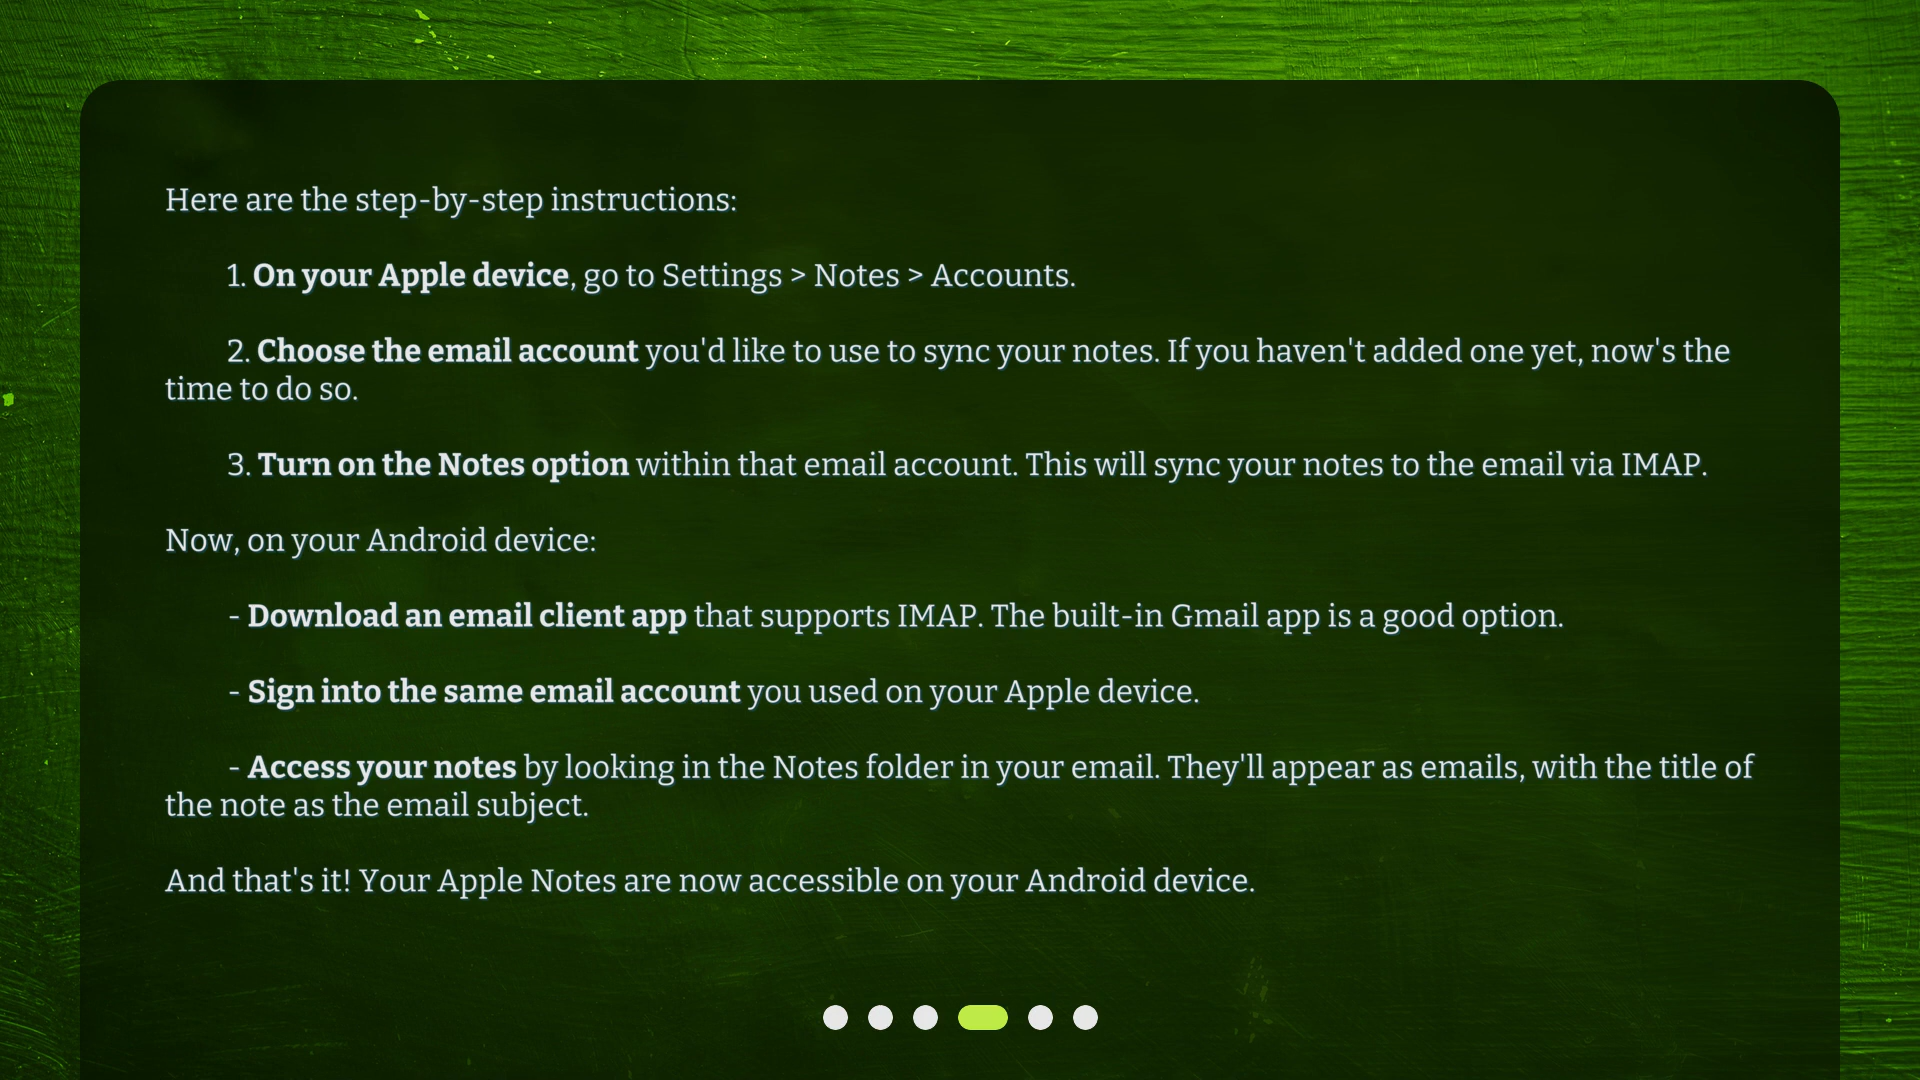 Here are the step-by-step instructions:
1. On your Apple device, go to Settings > Notes > Accounts.
2. Choose the email account you'd like to use to sync your notes. If you haven't added one yet, now's the
time to do so.
3. Turn on the Notes option within that email account. This will sync your notes to the email via IMAP.
Now, on your Android device:
- Download an email client app that supports IMAP. The built-in Gmail app is a good option.
- Sign into the same email account you used on your Apple device.
- Access your notes by looking in the Notes folder in your email. They'll appear as emails, with the title of
the note as the email subject.
And that's it! Your Apple Notes are now accessible on your Android device.